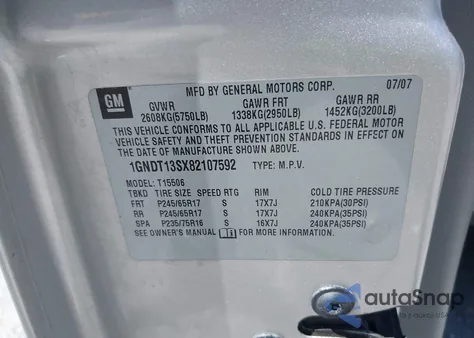 MFD BY GENERAL MOTORS CORP. 07/07
GM
GVWR GAWR FRT GAWR RR
2608KG(5750LB) 1338KG(2950LB) 1452KG(3200LB)
THIS VEHICLE CONFORMS TO ALL APPLICABLE U.S. FEDERAL MOTOR
VEHICLE SAFETY AND THEFT PREVENTION STANDARDS IN EFFECT ON
THE DATE OF MANUFACTURE SHOWN ABOVE.
1GNDT13SX82107592 TYPE: M.P.V.
MODEL: T15506
TBKD TIRE SIZE SPEED RTG RIM COLD TIRE PRESSURE
FRT P245/65R17 S 17X7J 210KPA(30PSI)
RR P245/65R17 S 17X7J 240KPA(35PSI)
SPA P235/75R16 S 16X7J 240KPA(35PSI)
SEE OWNER'S MANUAL FOR MORE INFORMATION.
autoSnap